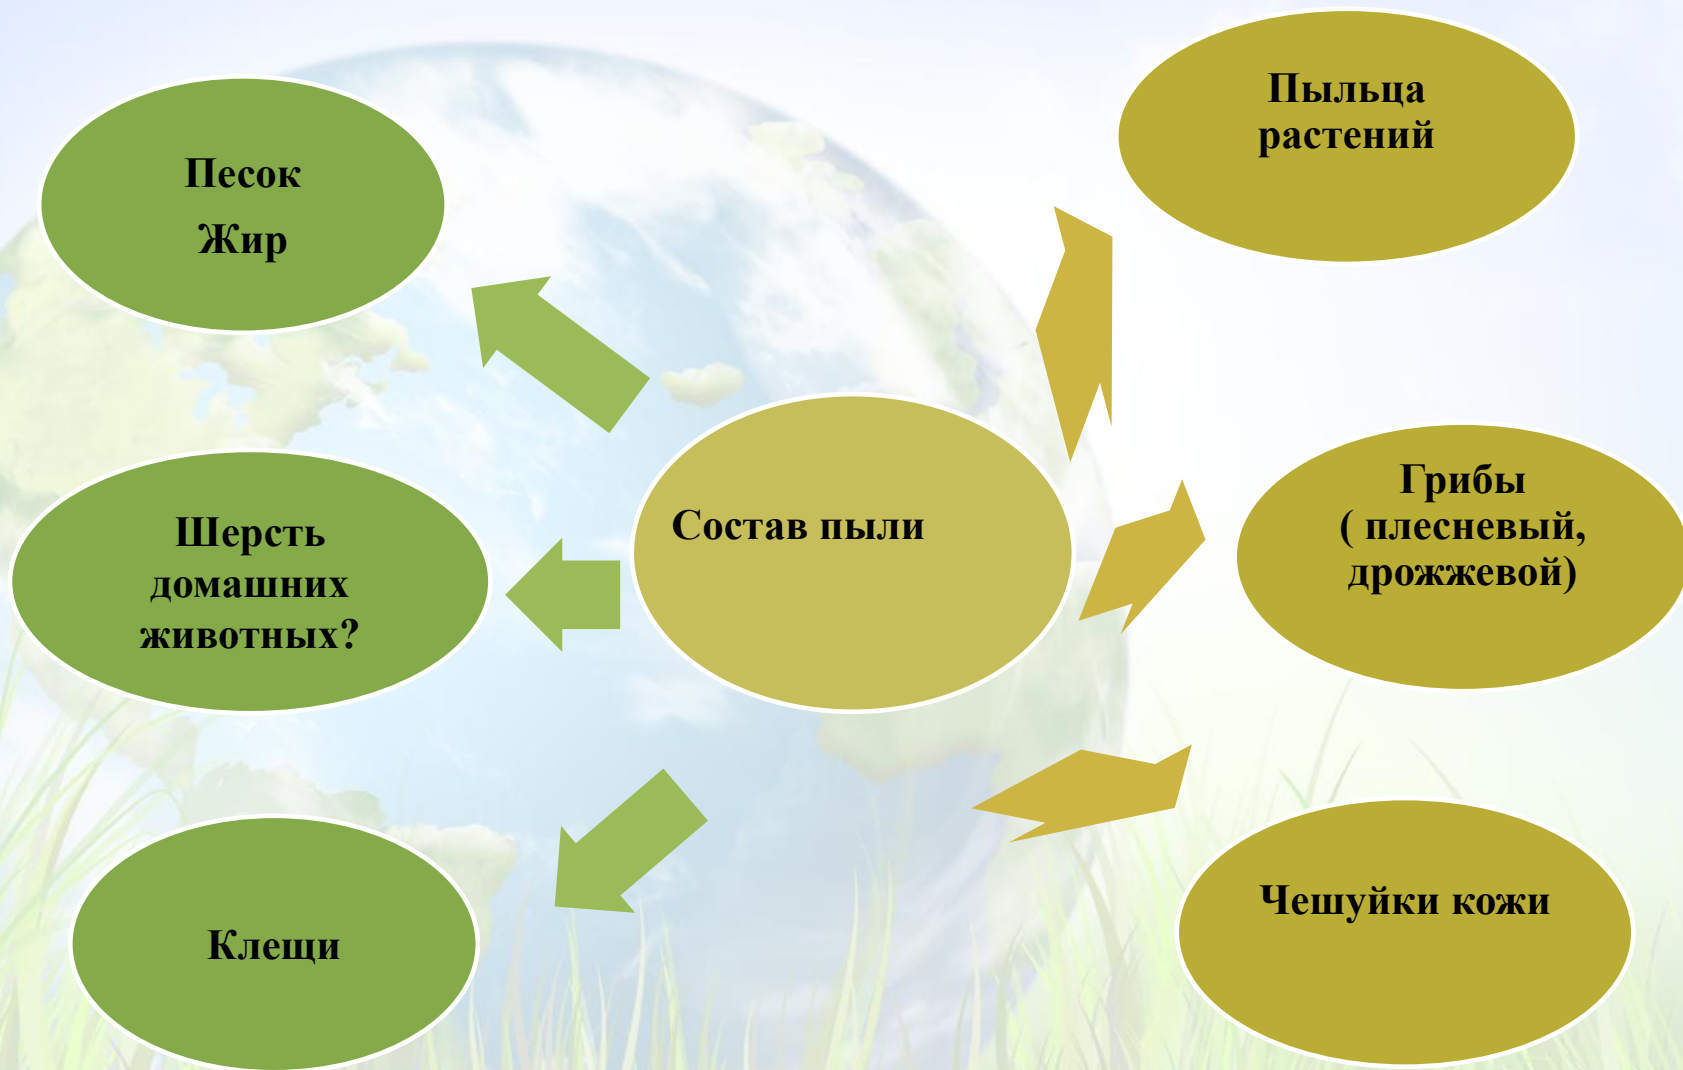 Песок
Жир
Шерсть
домашних
животных?
Клещи
Состав пыли
Пыльца
растений
Грибы
( плесневый,
дрожжевой)
Чешуйки кожи